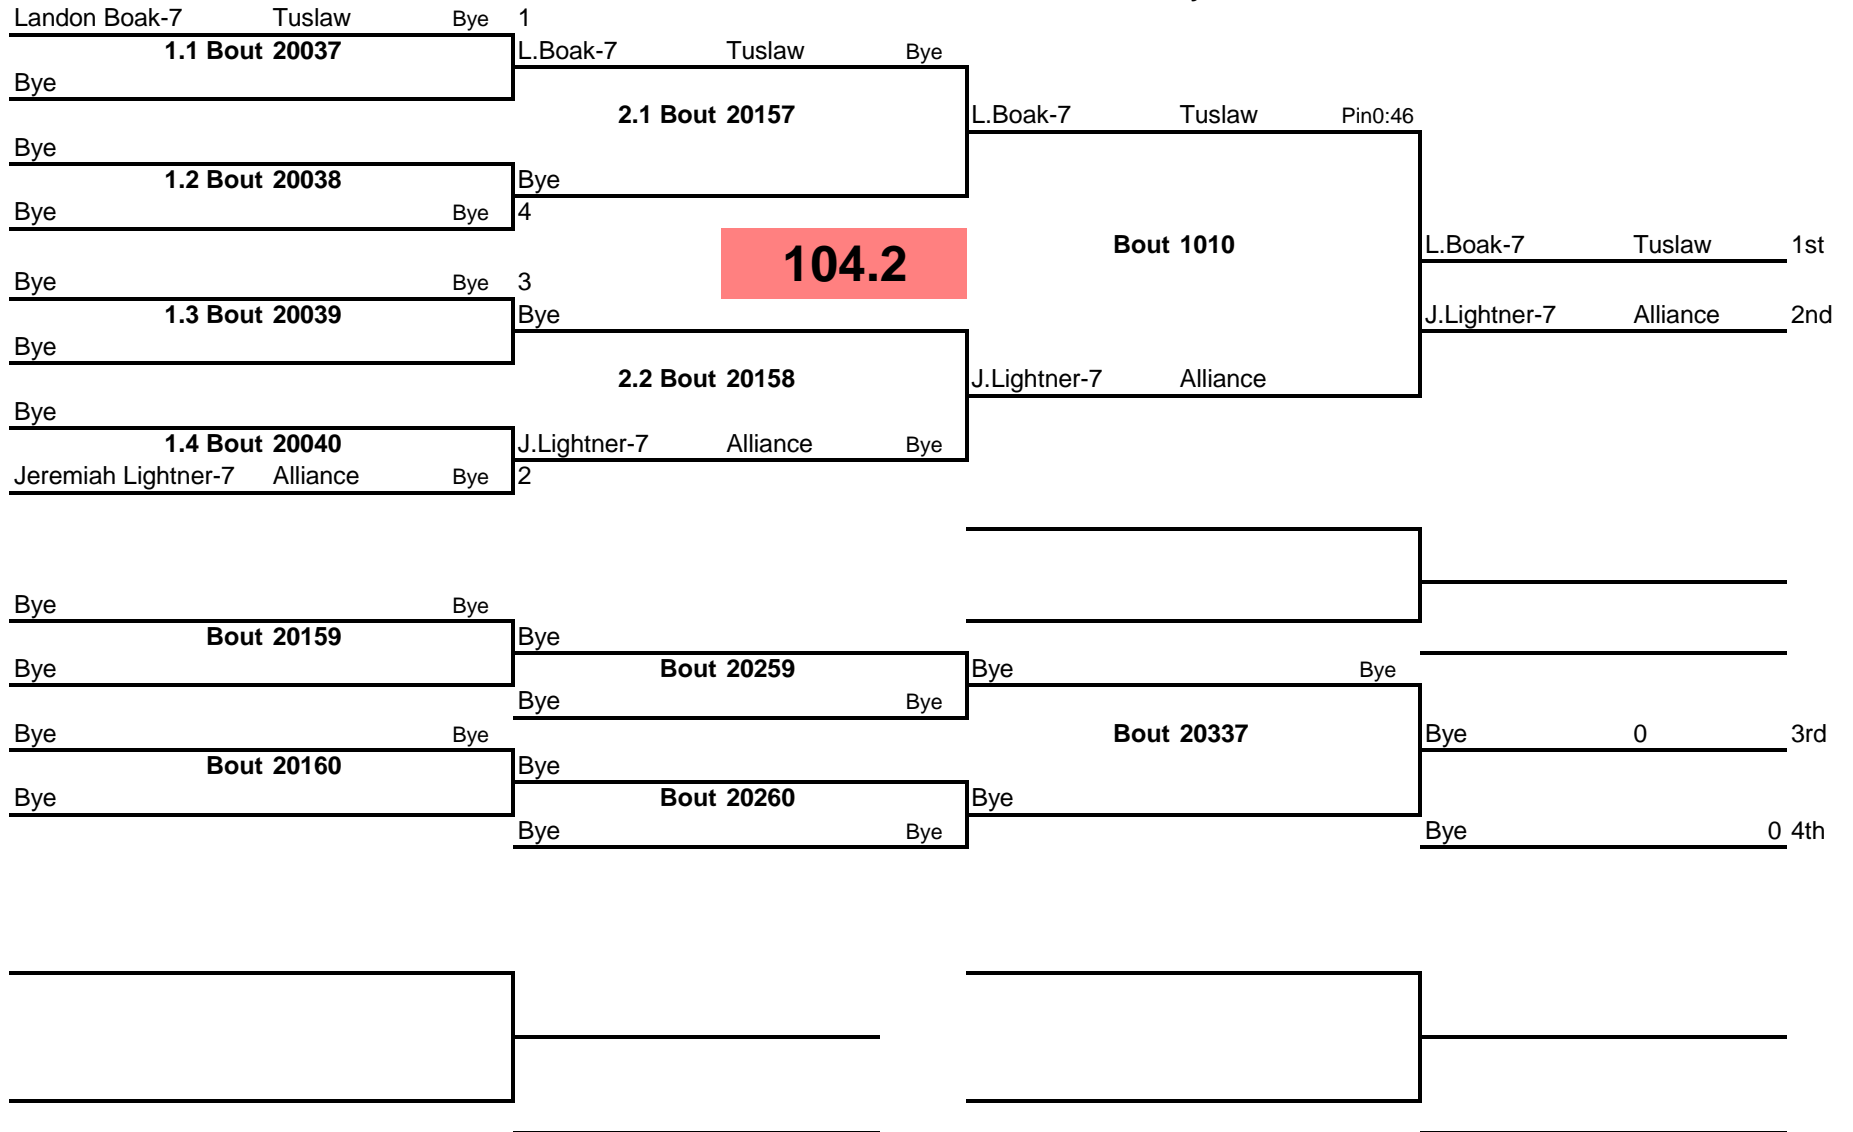 Landon Boak-7 Tuslaw Bye 1
1.1 Bout 20037 L.Boak-7 Tuslaw Bye
Bye
2.1 Bout 20157 L.Boak-7 Tuslaw Pin0:46
Bye
1.2 Bout 20038 Bye
Bye Bye 4
104.2 Bout 1010 L.Boak-7 Tuslaw 1st
Bye Bye 3
1.3 Bout 20039 Bye J.Lightner-7 Alliance 2nd
Bye
2.2 Bout 20158 J.Lightner-7 Alliance
Bye
1.4 Bout 20040 J.Lightner-7 Alliance Bye
Jeremiah Lightner-7 Alliance Bye 2
Bye Bye
Bout 20159 Bye
Bye Bout 20259 Bye Bye
Bye Bye
Bye Bye Bout 20337 Bye 0 3rd
Bout 20160 Bye
Bye Bout 20260 Bye
Bye Bye Bye 0 4th